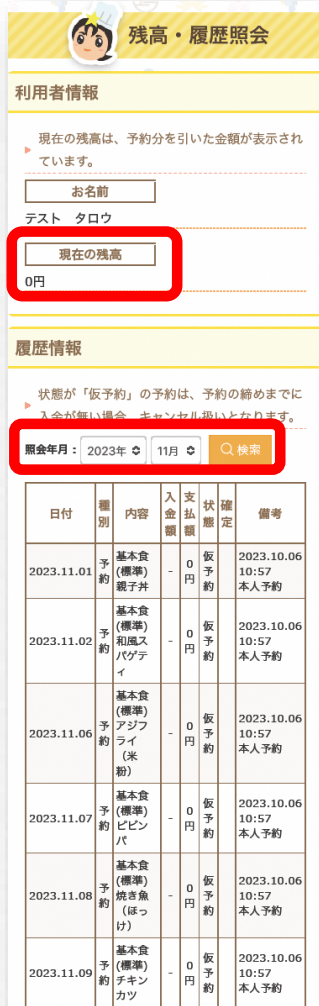 残高・履歴照会
利用者情報
現在の残高は、予約分を引いた金額が表示され
ています。
お名前
テスト　タロウ
現在の残高
0円
履歴情報
状態が「仮予約」の予約は、予約の締めまでに
入金が無い場合、キャンセル扱いとなります。
照会年月： 2023年 11月 検索
日付 種別 内容 入金額 支払額 状態 確定 備考
2023.11.01 予約 基本食(標準)親子丼 - 0円 仮予約 2023.10.06 10:57 本人予約
2023.11.02 予約 基本食(標準)和風スパゲティ - 0円 仮予約 2023.10.06 10:57 本人予約
2023.11.06 予約 基本食(標準)アジフライ（米粉） - 0円 仮予約 2023.10.06 10:57 本人予約
2023.11.07 予約 基本食(標準)ビビンバ - 0円 仮予約 2023.10.06 10:57 本人予約
2023.11.08 予約 基本食(標準)焼き魚（ほっけ） - 0円 仮予約 2023.10.06 10:57 本人予約
2023.11.09 予約 基本食(標準)チキンカツ - 0円 仮予約 2023.10.06 10:57 本人予約